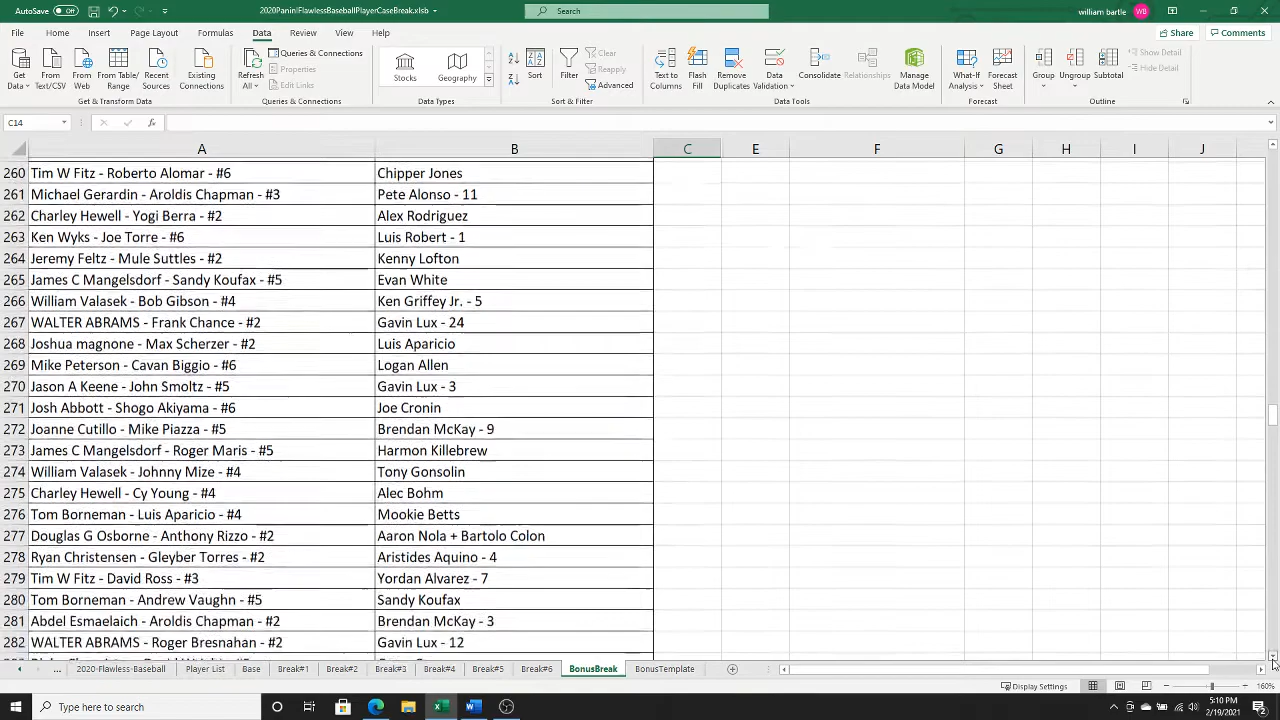 AutoSave Off 2020PaniniFlawlessBaseballPlayerCaseBreak.xlsb Search william bartle WB
File Home Insert Page Layout Formulas Data Review View Help Share Comments
Get Data From Text/CSV From Web From Table/Range Recent Sources Existing Connections Refresh All Queries & Connections Properties Edit Links Stocks Geography Sort Filter Clear Reapply Advanced Text to Columns Flash Fill Remove Duplicates Data Validation Consolidate Relationships Manage Data Model What-If Analysis Forecast Sheet Group Ungroup Subtotal Show Detail Hide Detail
Get & Transform Data Queries & Connections Data Types Sort & Filter Data Tools Forecast Outline
C14 fx
A B C E F G H I J
260 Tim W Fitz - Roberto Alomar - #6 Chipper Jones
261 Michael Gerardin - Aroldis Chapman - #3 Pete Alonso - 11
262 Charley Hewell - Yogi Berra - #2 Alex Rodriguez
263 Ken Wyks - Joe Torre - #6 Luis Robert - 1
264 Jeremy Feltz - Mule Suttles - #2 Kenny Lofton
265 James C Mangelsdorf - Sandy Koufax - #5 Evan White
266 William Valasek - Bob Gibson - #4 Ken Griffey Jr. - 5
267 WALTER ABRAMS - Frank Chance - #2 Gavin Lux - 24
268 Joshua magnone - Max Scherzer - #2 Luis Aparicio
269 Mike Peterson - Cavan Biggio - #6 Logan Allen
270 Jason A Keene - John Smoltz - #5 Gavin Lux - 3
271 Josh Abbott - Shogo Akiyama - #6 Joe Cronin
272 Joanne Cutillo - Mike Piazza - #5 Brendan McKay - 9
273 James C Mangelsdorf - Roger Maris - #5 Harmon Killebrew
274 William Valasek - Johnny Mize - #4 Tony Gonsolin
275 Charley Hewell - Cy Young - #4 Alec Bohm
276 Tom Borneman - Luis Aparicio - #4 Mookie Betts
277 Douglas G Osborne - Anthony Rizzo - #2 Aaron Nola + Bartolo Colon
278 Ryan Christensen - Gleyber Torres - #2 Aristides Aquino - 4
279 Tim W Fitz - David Ross - #3 Yordan Alvarez - 7
280 Tom Borneman - Andrew Vaughn - #5 Sandy Koufax
281 Abdel Esmaelaich - Aroldis Chapman - #2 Brendan McKay - 3
282 WALTER ABRAMS - Roger Bresnahan - #2 Gavin Lux - 12
... 2020-Flawless-Baseball Player List Base Break#1 Break#2 Break#3 Break#4 Break#5 Break#6 BonusBreak BonusTemplate
Display Settings 160%
Type here to search 5:10 PM
2/19/2021